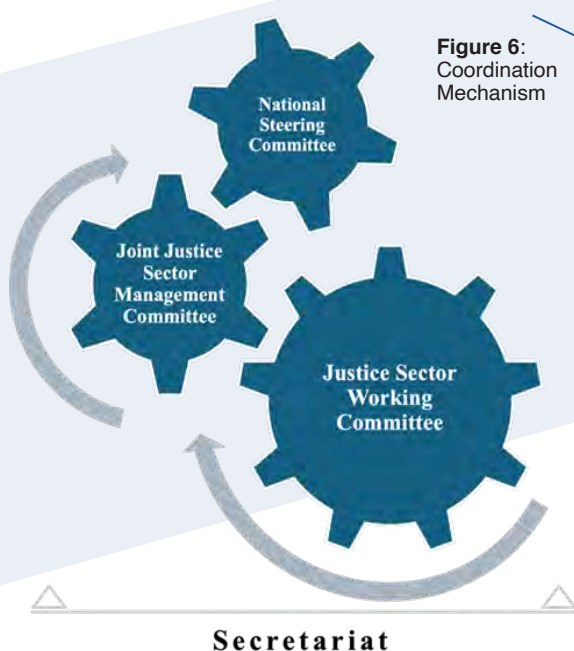 Figure 6:
Coordination
Mechanism
National
Steering
Committee
Joint Justice
Sector
Management
Committee
Justice Sector
Working
Committee
Secretariat